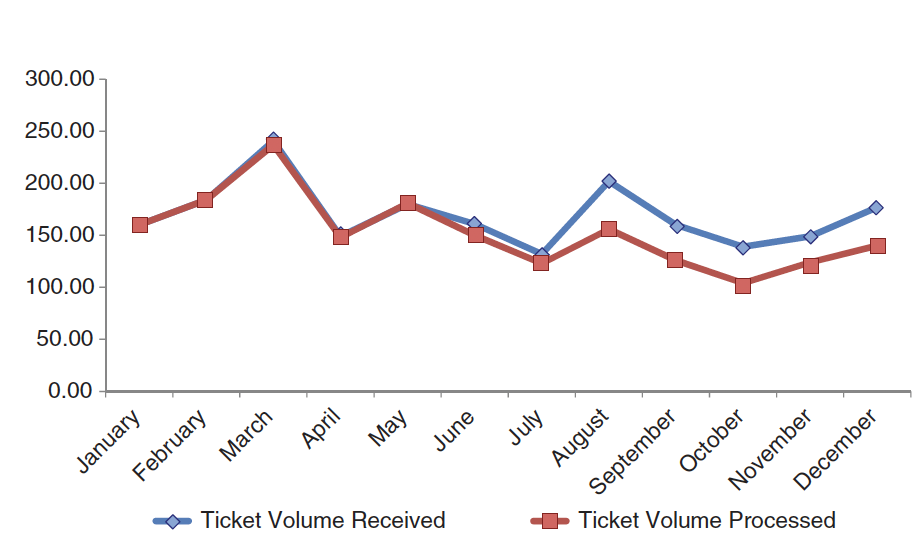 300.00
250.00
200.00
150.00
100.00
50.00
0.00
January
February
March
April
May
June
July
August
September
October
November
December
Ticket Volume Received
Ticket Volume Processed